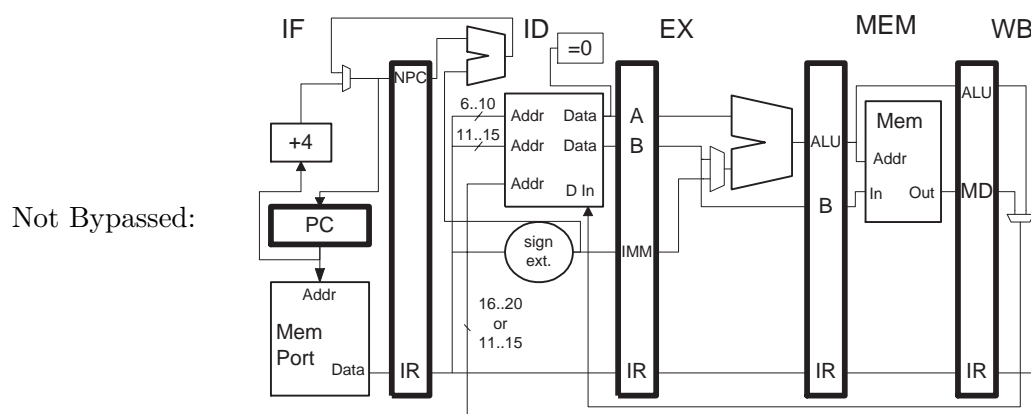 IF
ID
EX
MEM
WB
=0
NPC
6..10
11..15
Addr
Data
Addr
Data
Addr
D In
A
B
ALU
B
Mem
Addr
In
Out
ALU
MD
+4
Not Bypassed:
PC
sign
ext.
IMM
Addr
Mem
Port
Data
16..20
or
11..15
IR
IR
IR
IR